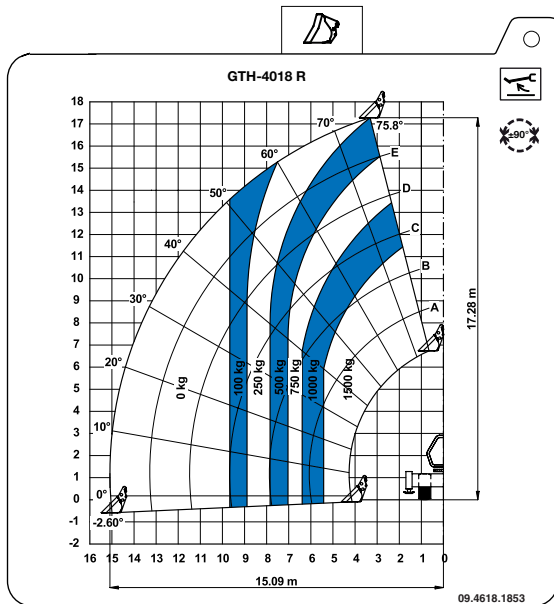 GTH-4018 R
±90°
18
17
16
15
14
13
12
11
10
9
8
7
6
5
4
3
2
1
0
-1
-2
75.8°
70°
60°
50°
40°
30°
20°
10°
0°
-2.60°
E
D
C
B
A
0 kg
100 kg
250 kg
500 kg
750 kg
1000 kg
1500 kg
17.28 m
16 15 14 13 12 11 10 9 8 7 6 5 4 3 2 1 0
15.09 m
09.4618.1853